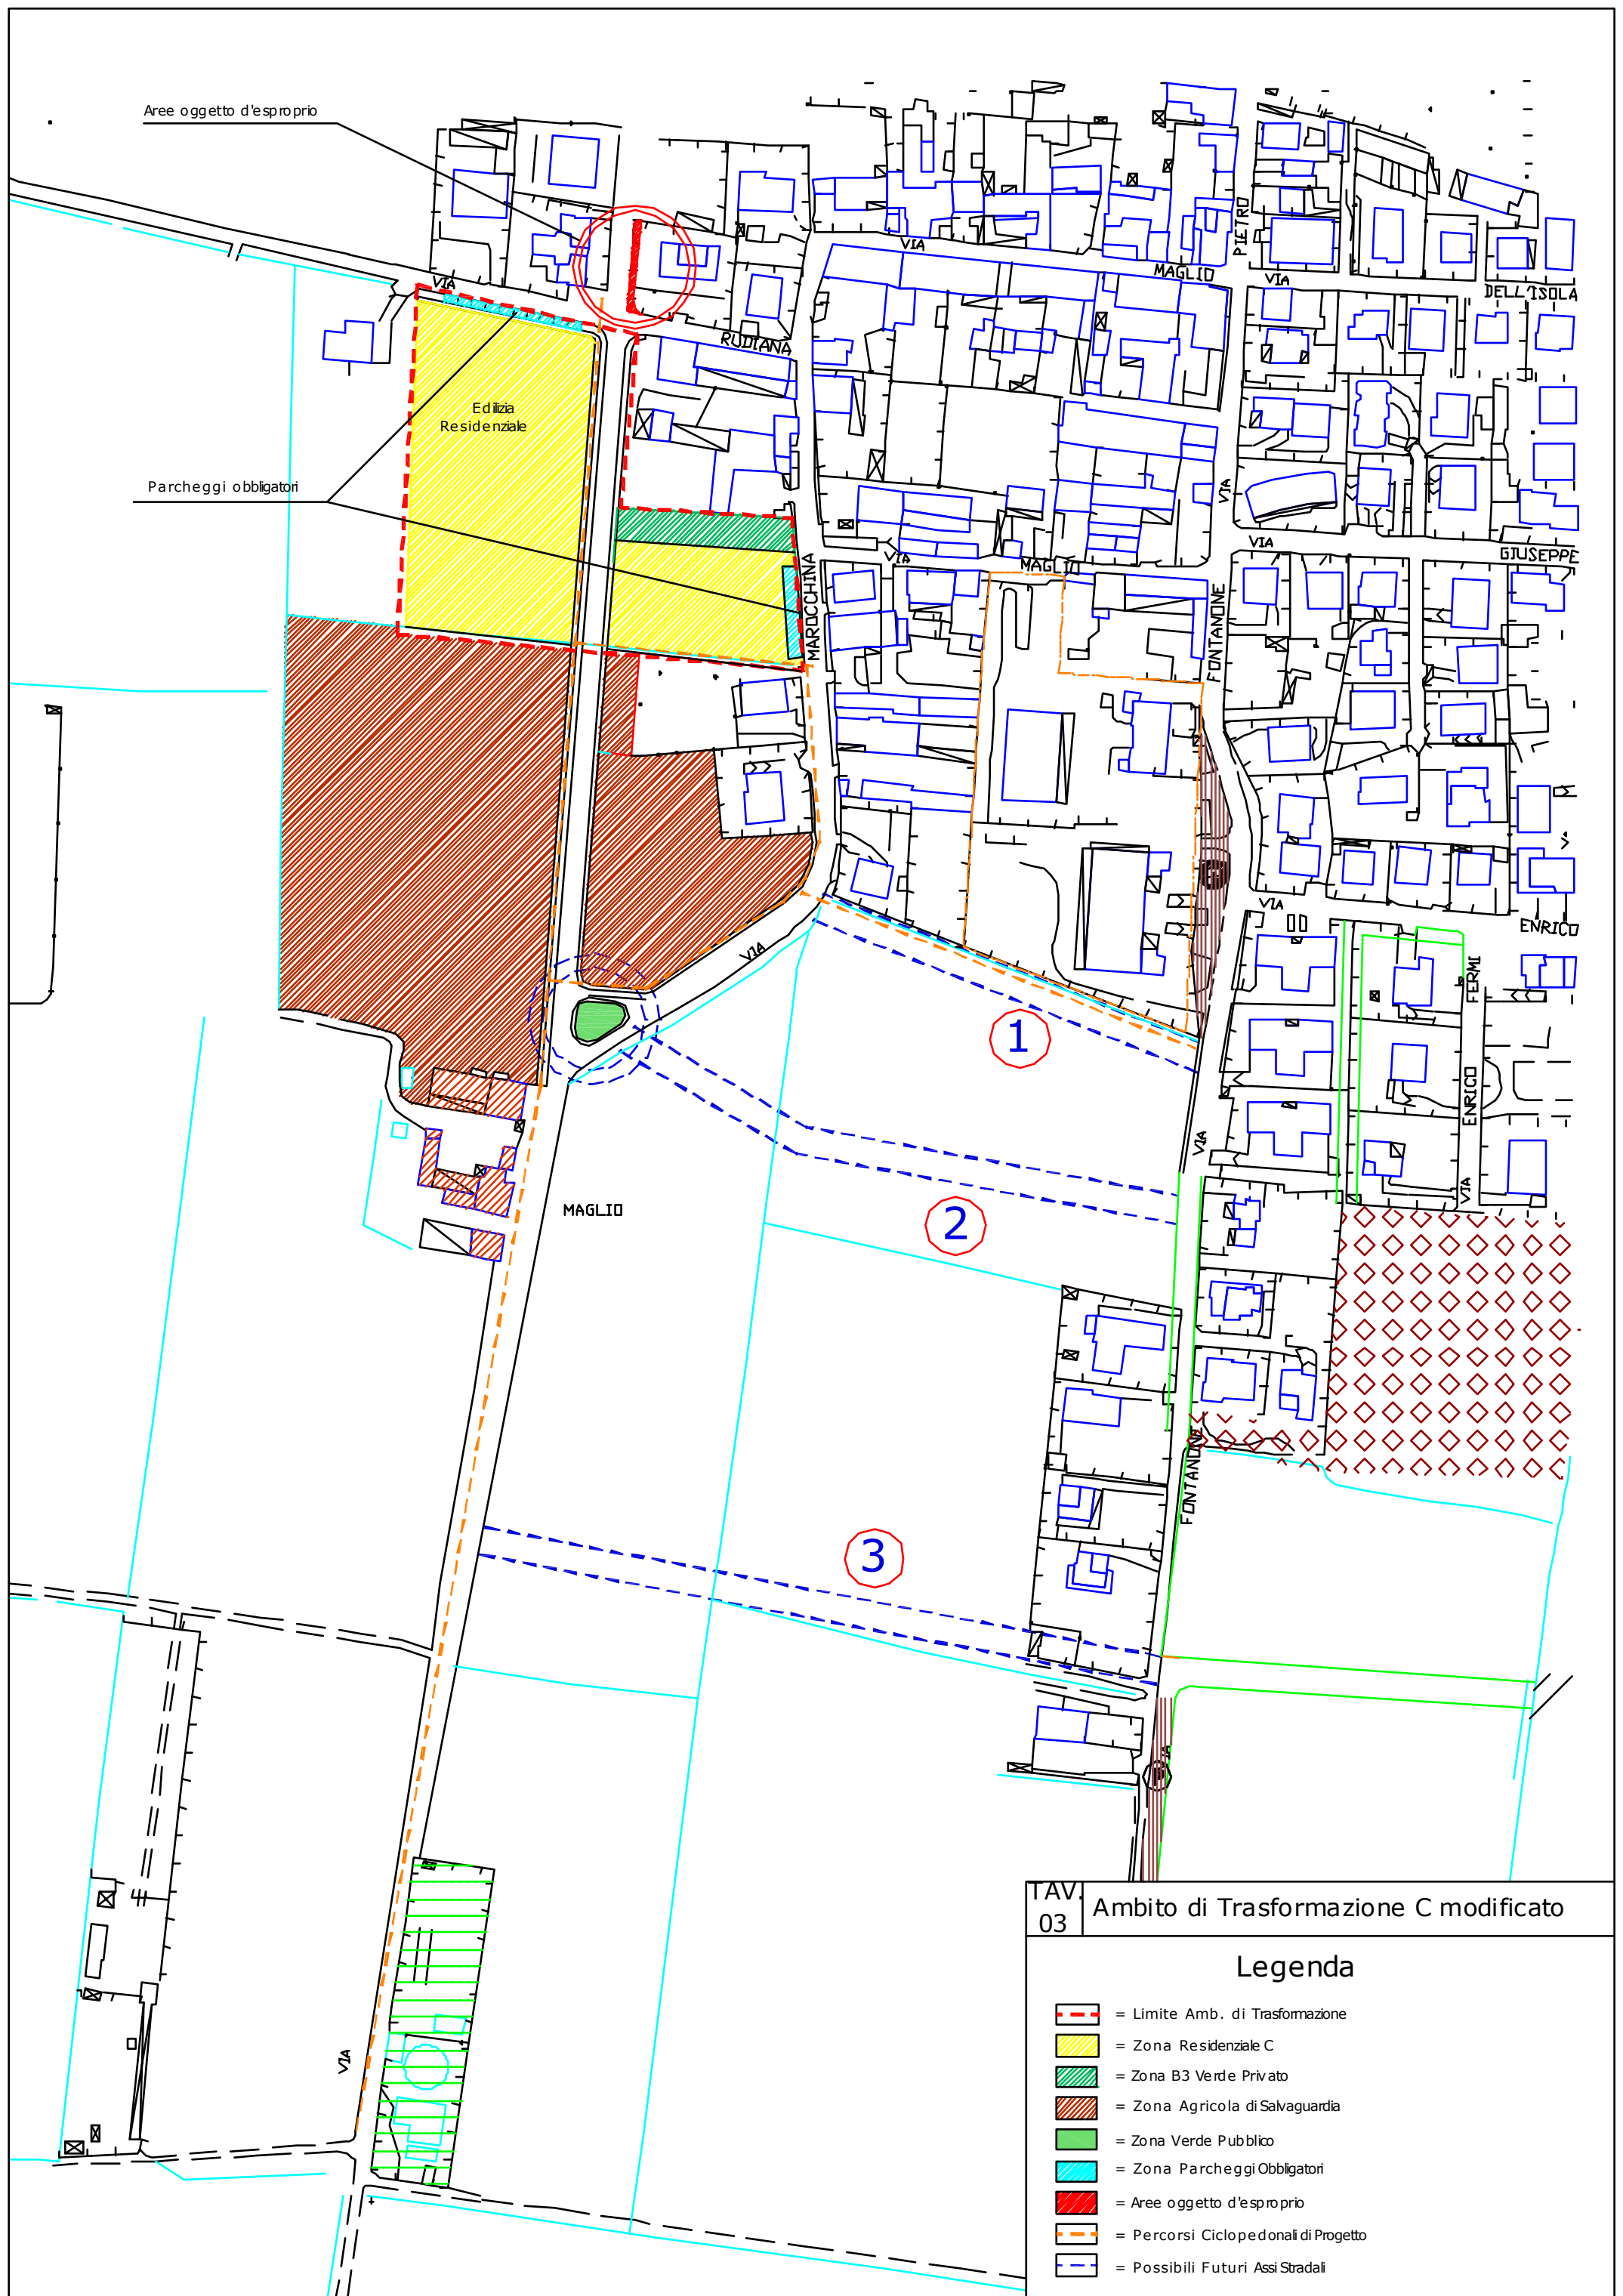 Aree oggetto d'esproprio
PIETRO
VIA
MAGLIO
VIA
DELL'ISOLA
VIA
RUDIANA
Edilizia
Residenziale
Parcheggi obbligatori
VIA
VIA
GIUSEPPE
VIA
MAGLIO
MAROCCHINA
FONTANONE
VIA
ENRICO
VIA
FERMI
1
ENRICO
VIA
VIA
MAGLIO
2
FONTANONE
3
VIA
VIA
TAV.
03
Ambito di Trasformazione C modificato
Legenda
= Limite Amb. di Trasformazione
= Zona Residenziale C
= Zona B3 Verde Privato
= Zona Agricola di Salvaguardia
= Zona Verde Pubblico
= Zona Parcheggi Obbligatori
= Aree oggetto d'esproprio
= Percorsi Ciclopedonali di Progetto
= Possibili Futuri Assi Stradali